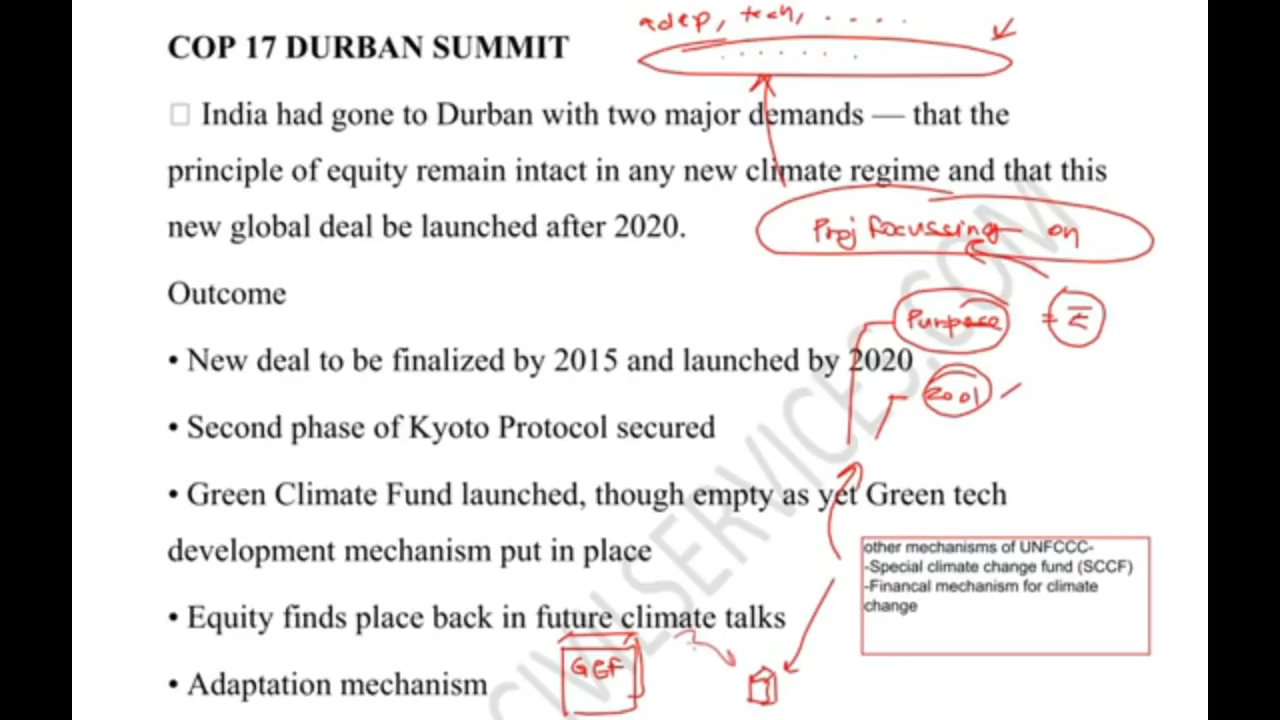 adep, tech, . . . .
COP 17 DURBAN SUMMIT
India had gone to Durban with two major demands — that the
principle of equity remain intact in any new climate regime and that this
new global deal be launched after 2020.
Proj focussing on
Outcome
Purpose =
• New deal to be finalized by 2015 and launched by 2020
2001
• Second phase of Kyoto Protocol secured
• Green Climate Fund launched, though empty as yet Green tech
development mechanism put in place
other mechanisms of UNFCCC-
-Special climate change fund (SCCF)
-Financal mechanism for climate
change
• Equity finds place back in future climate talks
GEF
• Adaptation mechanism
CIVILSERVICES.COM